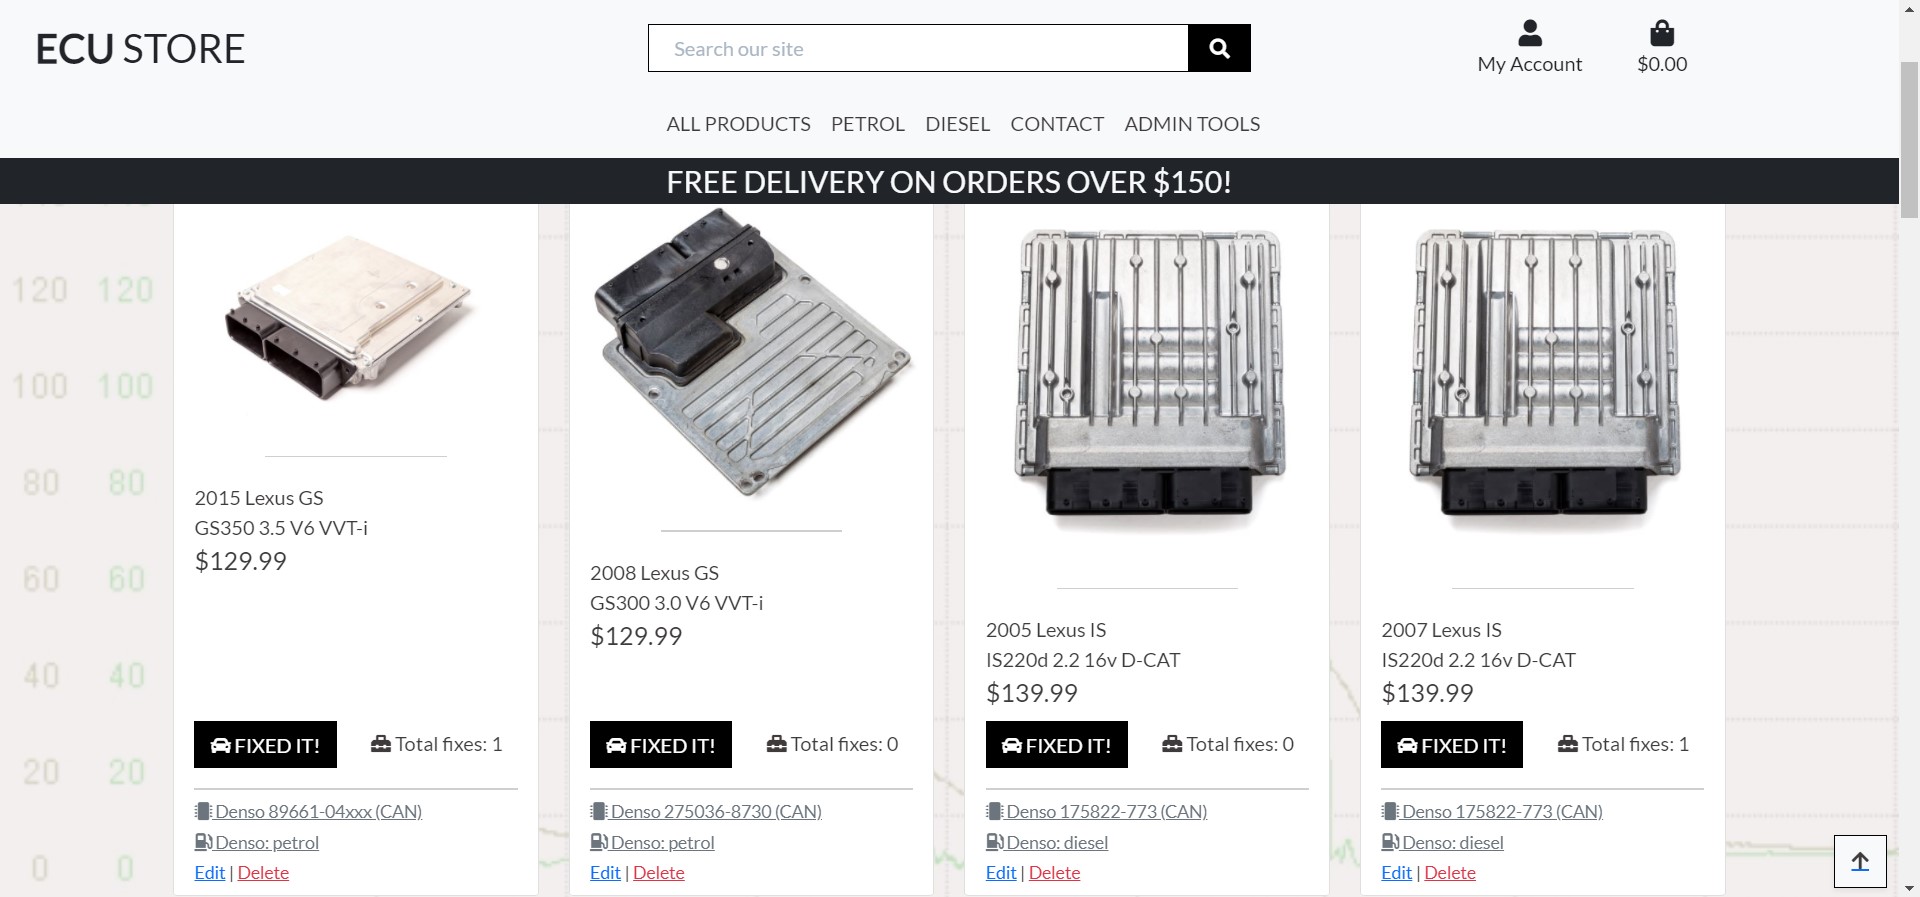 ECU STORE
Search our site
My Account
$0.00
ALL PRODUCTS PETROL DIESEL CONTACT ADMIN TOOLS
FREE DELIVERY ON ORDERS OVER $150!
120 120
100 100
80 80
60 60
40 40
20 20
0 0
2015 Lexus GS
GS350 3.5 V6 VVT-i
$129.99
FIXED IT! Total fixes: 1
Denso 89661-04xxx (CAN)
Denso: petrol
Edit | Delete
2008 Lexus GS
GS300 3.0 V6 VVT-i
$129.99
FIXED IT! Total fixes: 0
Denso 275036-8730 (CAN)
Denso: petrol
Edit | Delete
2005 Lexus IS
IS220d 2.2 16v D-CAT
$139.99
FIXED IT! Total fixes: 0
Denso 175822-773 (CAN)
Denso: diesel
Edit | Delete
2007 Lexus IS
IS220d 2.2 16v D-CAT
$139.99
FIXED IT! Total fixes: 1
Denso 175822-773 (CAN)
Denso: diesel
Edit | Delete